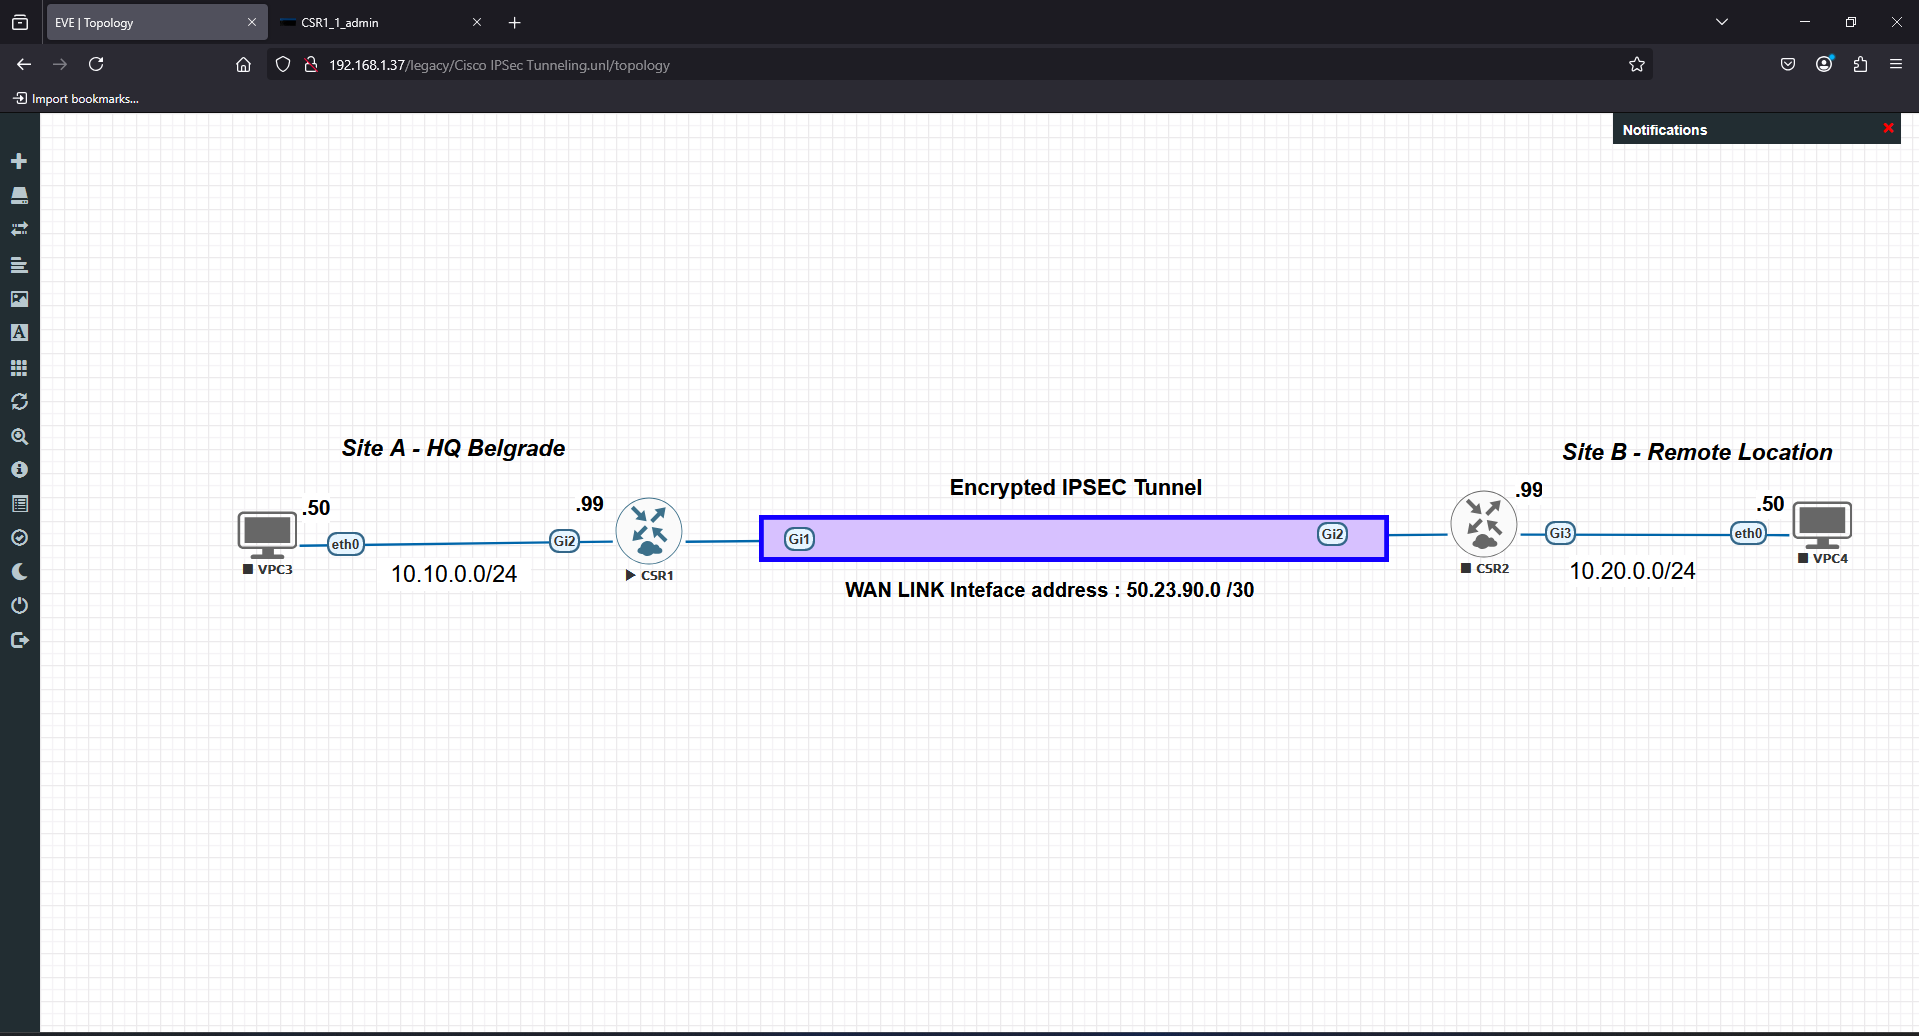 EVE | Topology
CSR1_1_admin
192.168.1.37/legacy/Cisco IPSec Tunneling.unl/topology
Import bookmarks...
Notifications
Site A - HQ Belgrade
Site B - Remote Location
Encrypted IPSEC Tunnel
.50
.99
.99
.50
eth0
Gi2
Gi1
Gi2
Gi3
eth0
VPC3
10.10.0.0/24
CSR1
WAN LINK Inteface address : 50.23.90.0 /30
CSR2
10.20.0.0/24
VPC4